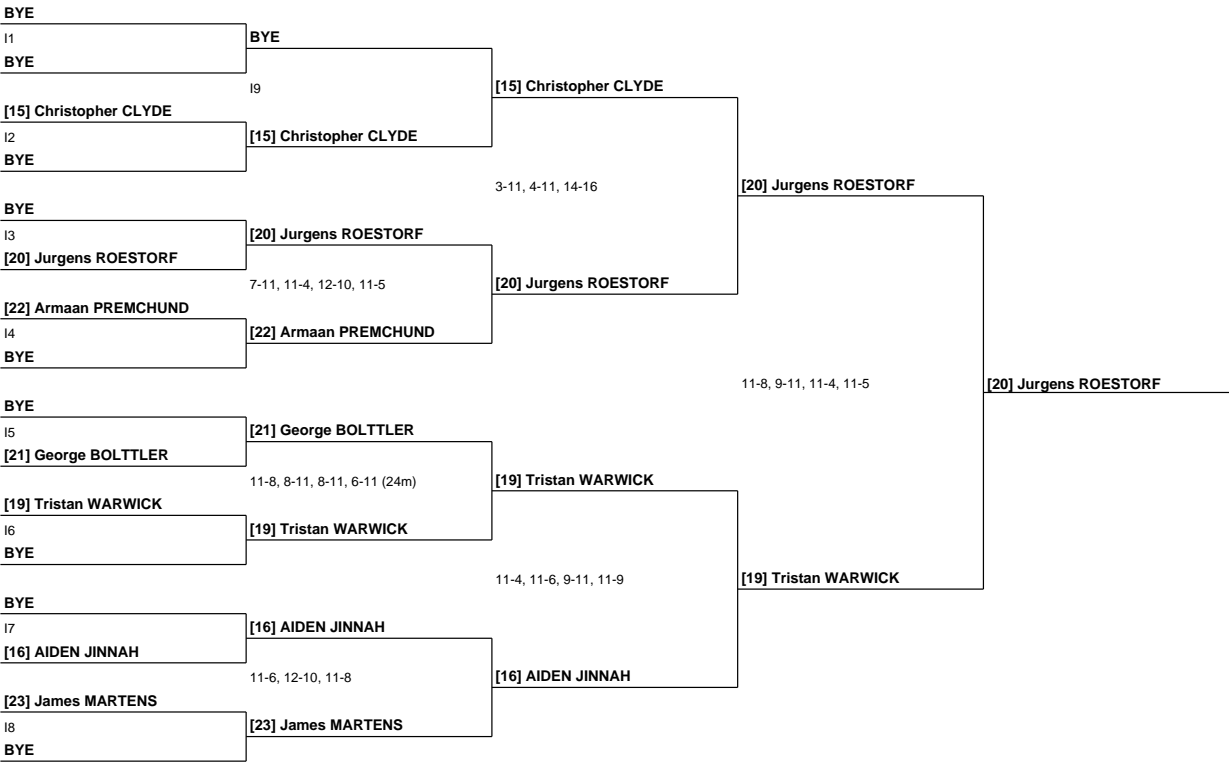 BYE
I1
BYE
BYE
I9
[15] Christopher CLYDE
[15] Christopher CLYDE
I2
[15] Christopher CLYDE
BYE
3-11, 4-11, 14-16
[20] Jurgens ROESTORF
BYE
I3
[20] Jurgens ROESTORF
[20] Jurgens ROESTORF
7-11, 11-4, 12-10, 11-5
[20] Jurgens ROESTORF
[22] Armaan PREMCHUND
I4
[22] Armaan PREMCHUND
BYE
11-8, 9-11, 11-4, 11-5
[20] Jurgens ROESTORF
BYE
I5
[21] George BOLTTLER
[21] George BOLTTLER
11-8, 8-11, 8-11, 6-11 (24m)
[19] Tristan WARWICK
[19] Tristan WARWICK
I6
[19] Tristan WARWICK
BYE
11-4, 11-6, 9-11, 11-9
[19] Tristan WARWICK
BYE
I7
[16] AIDEN JINNAH
[16] AIDEN JINNAH
11-6, 12-10, 11-8
[16] AIDEN JINNAH
[23] James MARTENS
I8
[23] James MARTENS
BYE